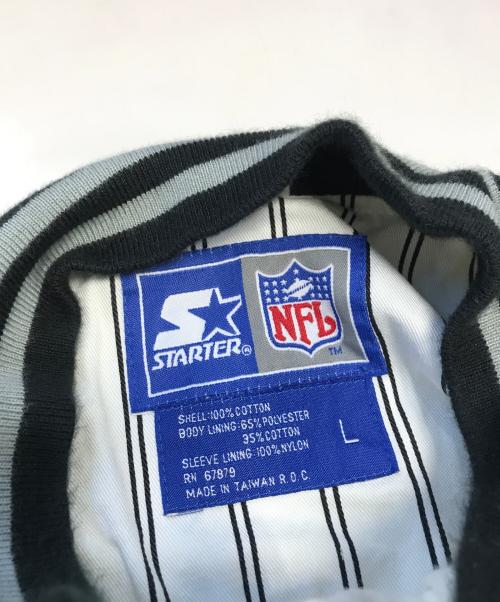 STARTER®
NFL
TM
SHELL:100% COTTON
BODY LINING:65% POLYESTER
35% COTTON
SLEEVE LINING:100% NYLON
RN 67879
MADE IN TAIWAN R.O.C.
L